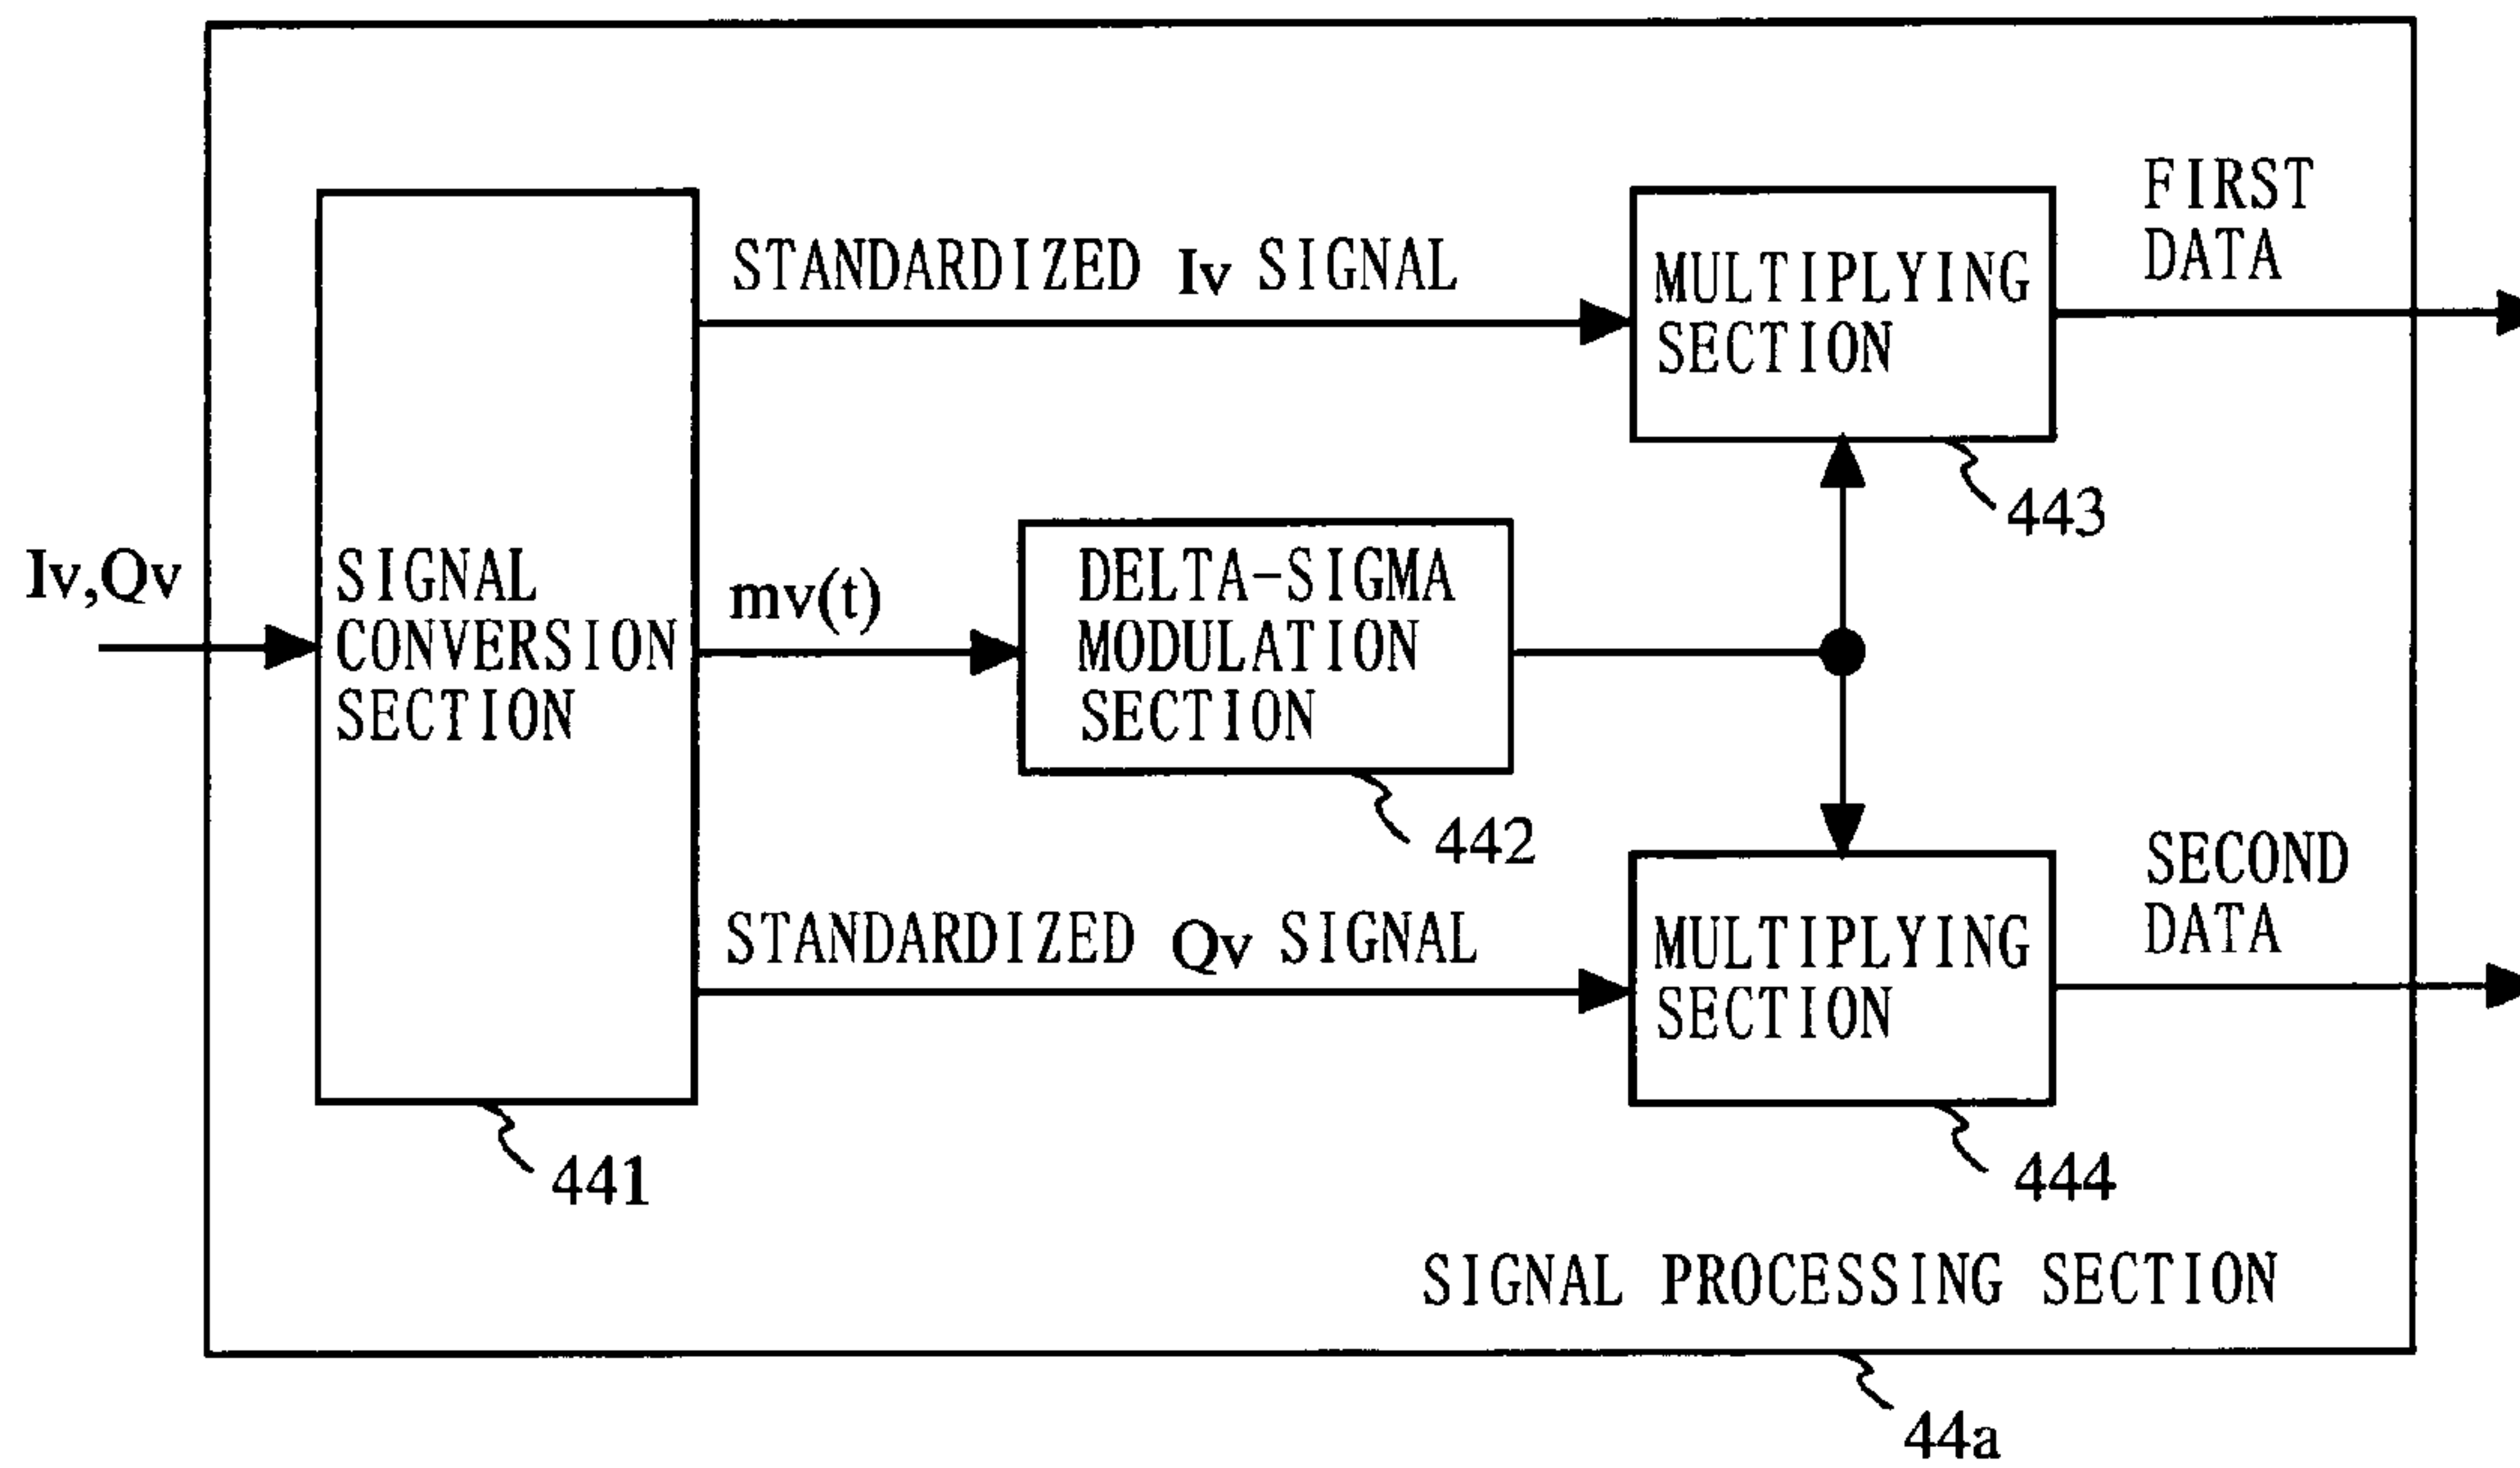 FIRST
DATA
STANDARDIZED Iv SIGNAL
MULTIPLYING
SECTION
443
Iv,Qv
SIGNAL
CONVERSION
SECTION
mv(t)
DELTA-SIGMA
MODULATION
SECTION
442
SECOND
DATA
STANDARDIZED Qv SIGNAL
MULTIPLYING
SECTION
441
444
SIGNAL PROCESSING SECTION
44a